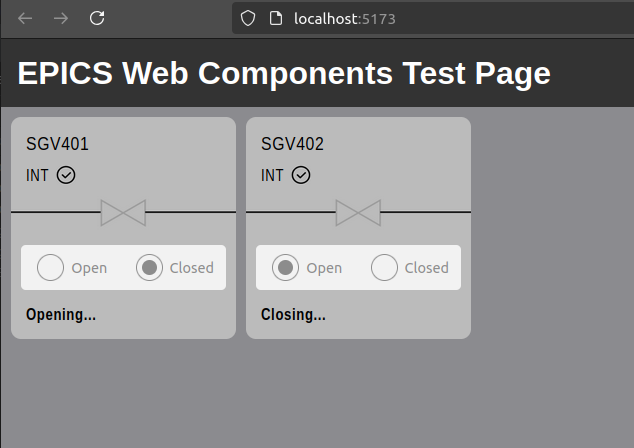 localhost:5173
EPICS Web Components Test Page
SGV401
INT
Open Closed
Opening...
SGV402
INT
Open Closed
Closing...